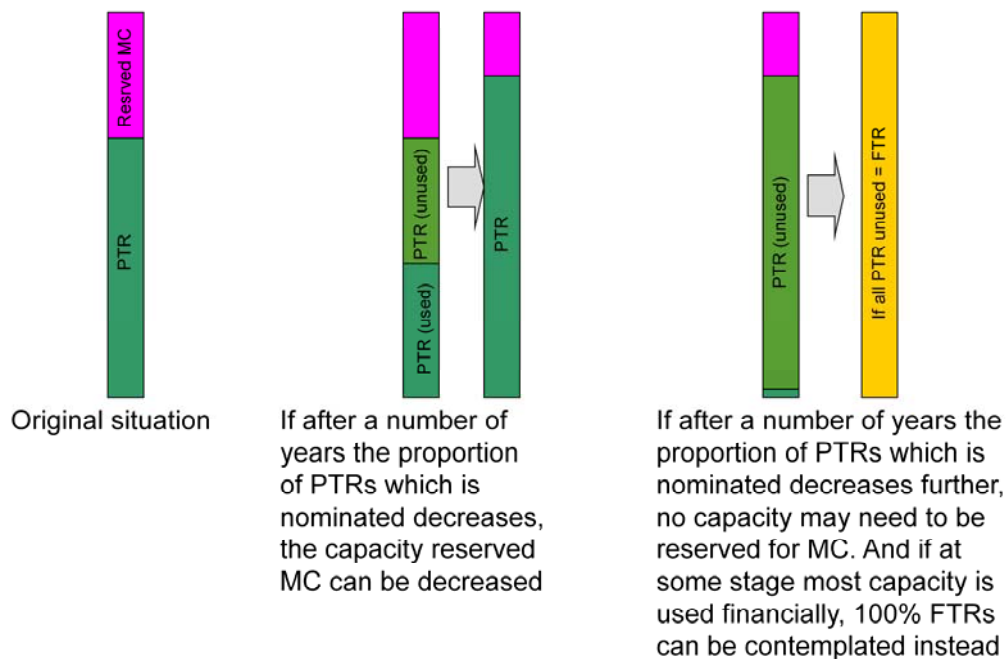 Resrved MC
PTR
Original situation
PTR (unused)
PTR (used)
PTR
If after a number of
years the proportion
of PTRs which is
nominated decreases,
the capacity reserved
MC can be decreased
PTR (unused)
If all PTR unused = FTR
If after a number of years the
proportion of PTRs which is
nominated decreases further,
no capacity may need to be
reserved for MC. And if at
some stage most capacity is
used financially, 100% FTRs
can be contemplated instead